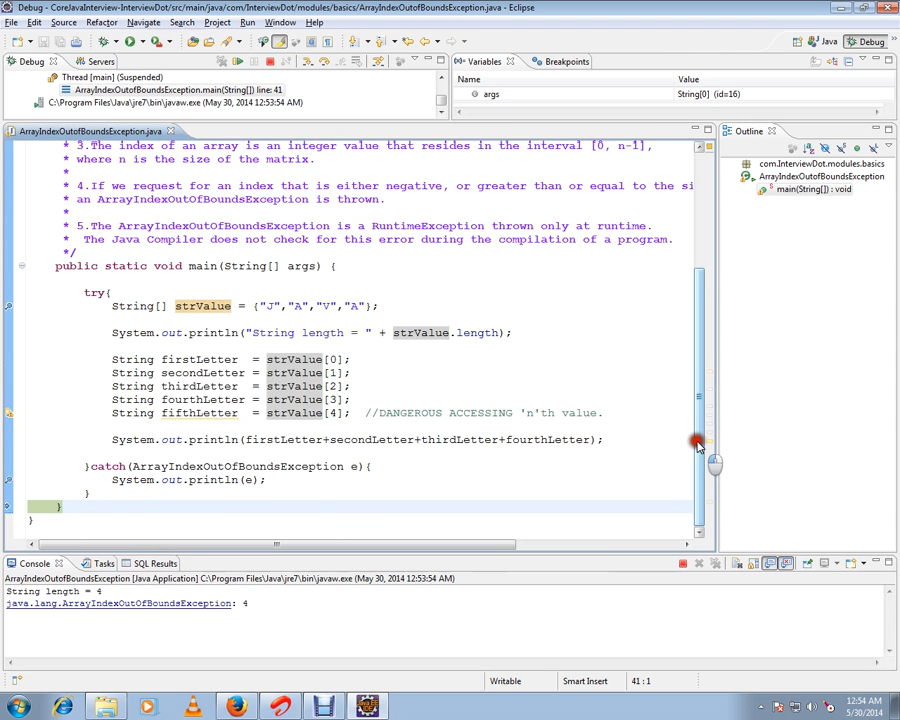 Debug - CoreJavaInterview-InterviewDot/src/main/java/com/InterviewDot/modules/basics/ArrayIndexOutofBoundsException.java - Eclipse
File Edit Source Refactor Navigate Search Project Run Window Help
Java Debug
Debug Servers
Thread [main] (Suspended)
ArrayIndexOutofBoundsException.main(String[]) line: 41
C:\Program Files\Java\jre7\bin\javaw.exe (May 30, 2014 12:53:54 AM)
Variables Breakpoints
Name Value
args String[0] (id=16)
ArrayIndexOutofBoundsException.java
* 3.The index of an array is an integer value that resides in the interval [0, n-1],
* where n is the size of the matrix.
*
* 4.If we request for an index that is either negative, or greater than or equal to the si
* an ArrayIndexOutOfBoundsException is thrown.
*
* 5.The ArrayIndexOutOfBoundsException is a RuntimeException thrown only at runtime.
* The Java Compiler does not check for this error during the compilation of a program.
*/
public static void main(String[] args) {
try{
String[] strValue = {"J","A","V","A"};
System.out.println("String length = " + strValue.length);
String firstLetter = strValue[0];
String secondLetter = strValue[1];
String thirdLetter = strValue[2];
String fourthLetter = strValue[3];
String fifthLetter = strValue[4]; //DANGEROUS ACCESSING 'n'th value.
System.out.println(firstLetter+secondLetter+thirdLetter+fourthLetter);
}catch(ArrayIndexOutOfBoundsException e){
System.out.println(e);
}
}
}
Outline
com.InterviewDot.modules.basics
ArrayIndexOutofBoundsException
main(String[]) : void
Console Tasks SQL Results
ArrayIndexOutofBoundsException [Java Application] C:\Program Files\Java\jre7\bin\javaw.exe (May 30, 2014 12:53:54 AM)
String length = 4
java.lang.ArrayIndexOutOfBoundsException: 4
Writable Smart Insert 41 : 1
12:54 AM
5/30/2014